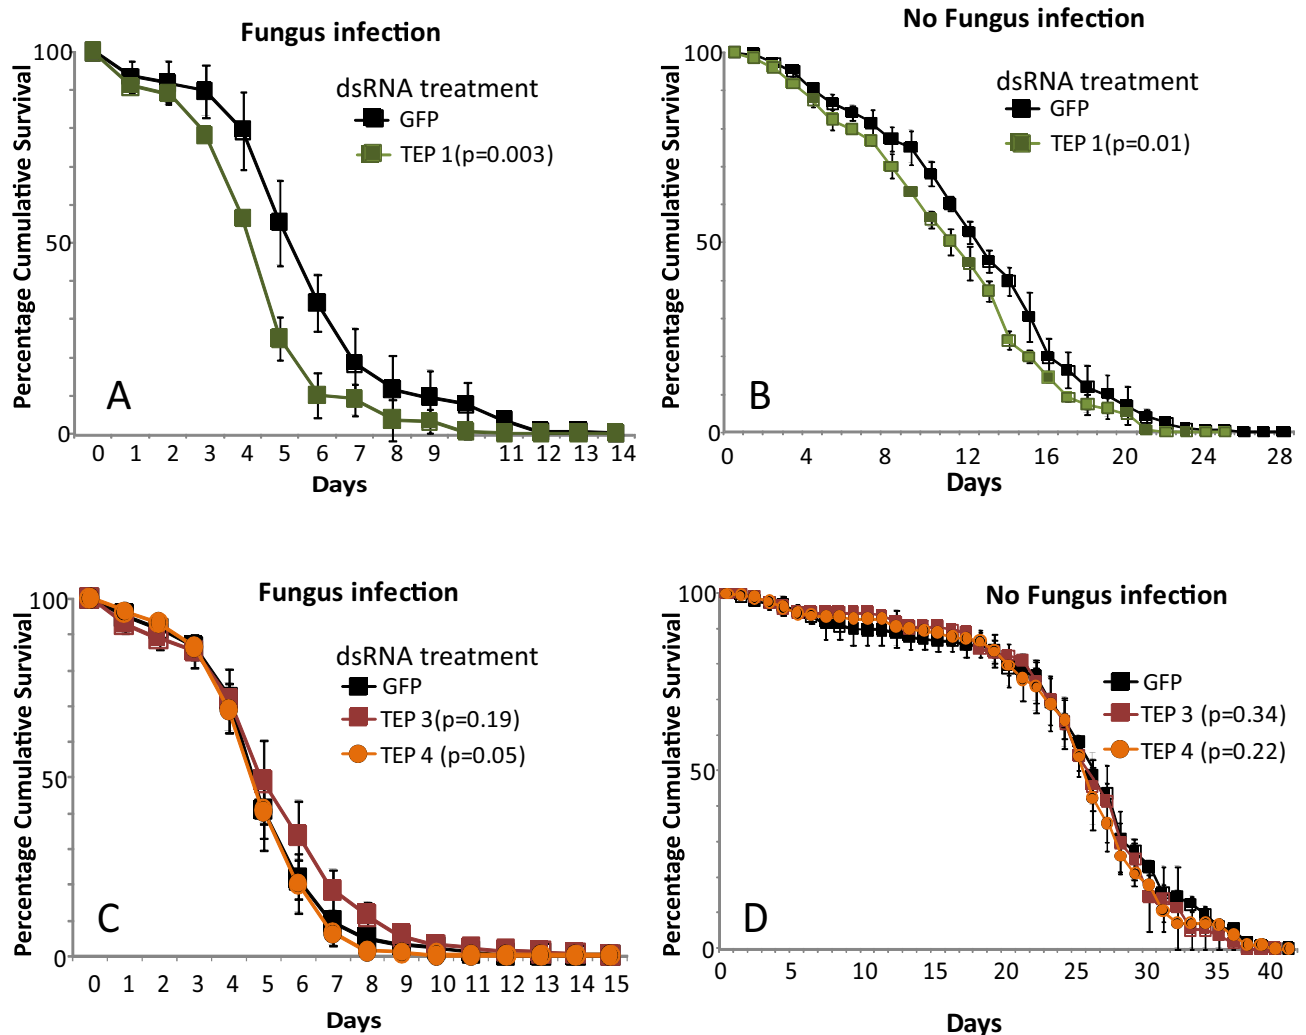 Fungus infection
Percentage Cumulative Survival
100
50
0
dsRNA treatment
GFP
TEP 1(p=0.003)
A
0 1 2 3 4 5 6 7 8 9 11 12 13 14
Days
No Fungus infection
Percentage Cumulative Survival
100
50
0
dsRNA treatment
GFP
TEP 1(p=0.01)
B
0 4 8 12 16 20 24 28
Days
Fungus infection
Percentage Cumulative Survival
100
50
0
dsRNA treatment
GFP
TEP 3(p=0.19)
TEP 4 (p=0.05)
C
0 1 2 3 4 5 6 7 8 9 10 11 12 13 14 15
Days
No Fungus infection
Percentage Cumulative Survival
100
50
0
GFP
TEP 3 (p=0.34)
TEP 4 (p=0.22)
D
0 5 10 15 20 25 30 35 40
Days